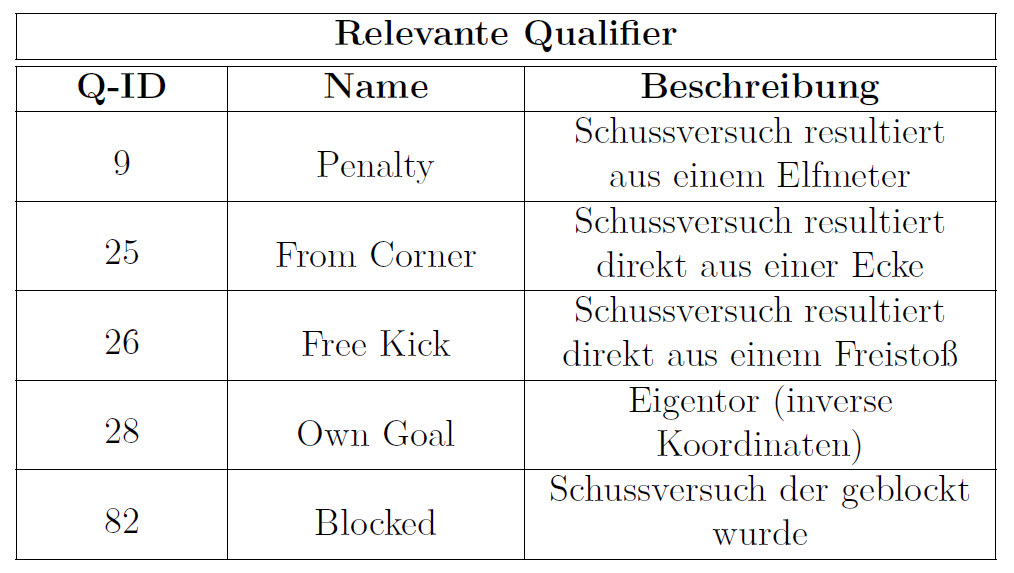 Relevante Qualifier
Q-ID Name Beschreibung
9 Penalty Schussversuch resultiert
aus einem Elfmeter
25 From Corner Schussversuch resultiert
direkt aus einer Ecke
26 Free Kick Schussversuch resultiert
direkt aus einem Freistoß
28 Own Goal Eigentor (inverse
Koordinaten)
82 Blocked Schussversuch der geblockt
wurde